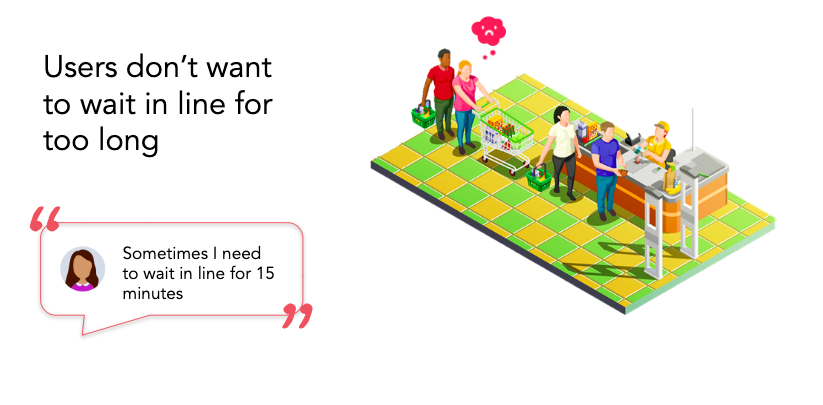 Users don’t want
to wait in line for
too long
“
Sometimes I need
to wait in line for 15
minutes
”